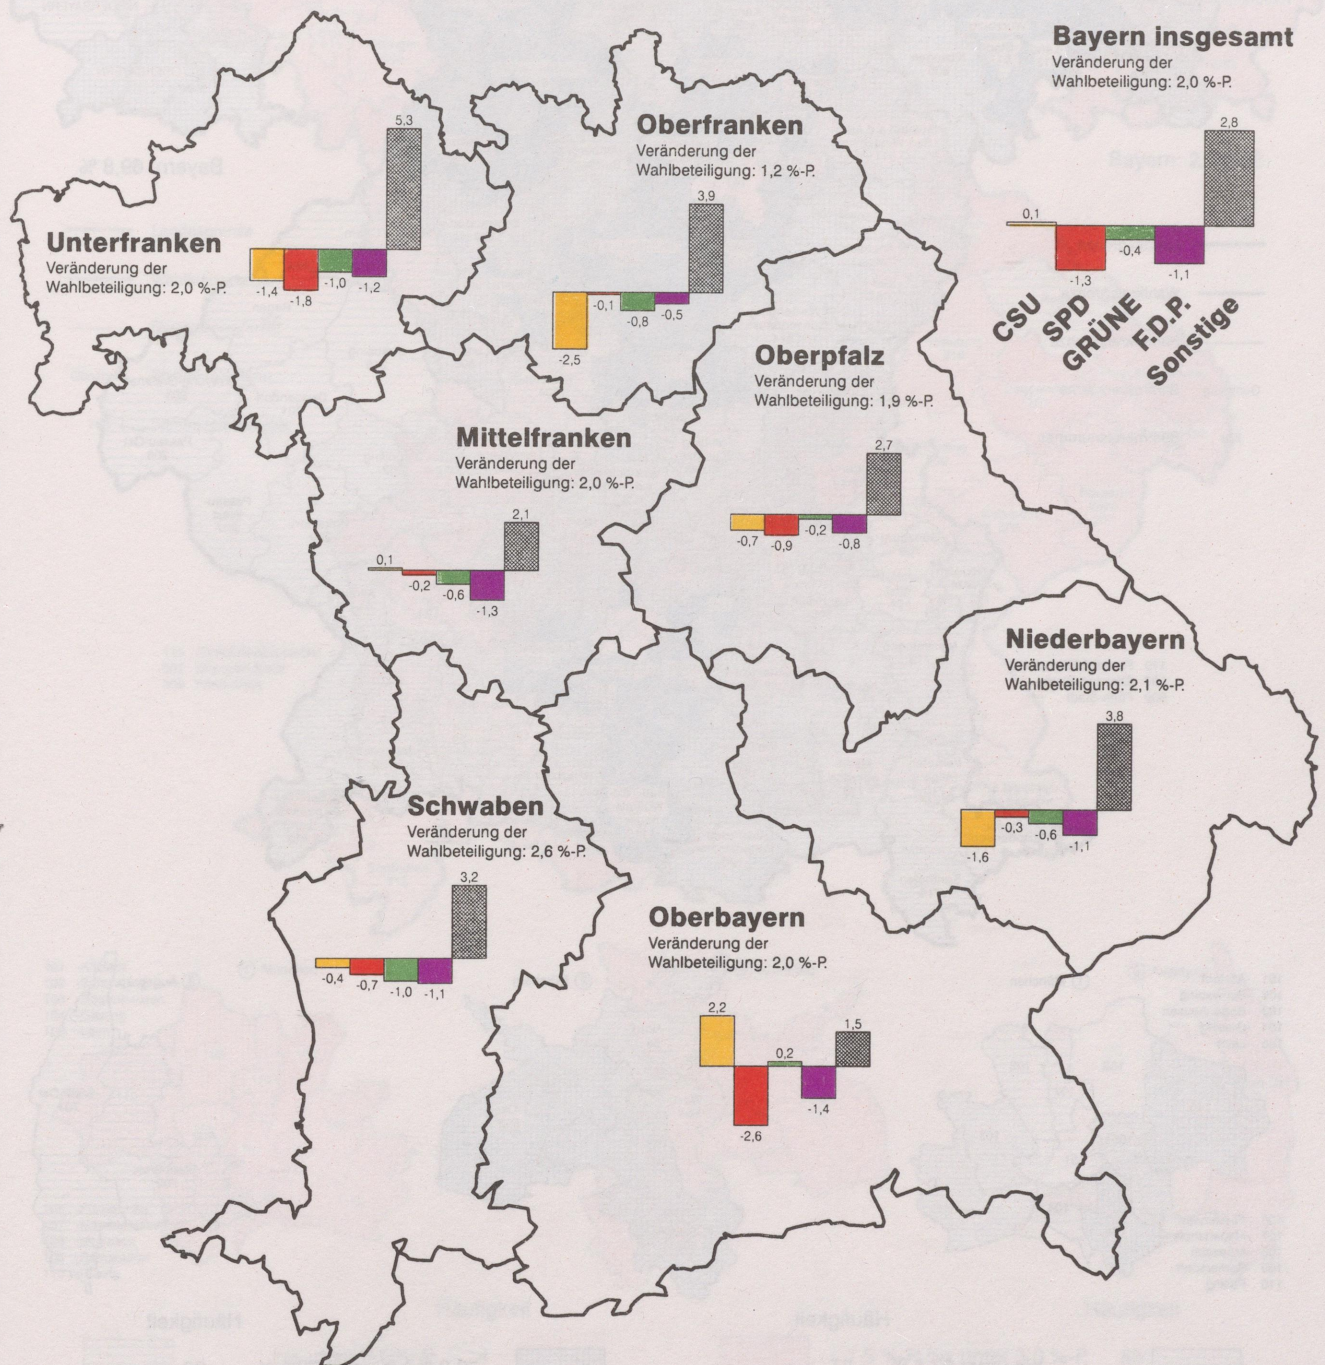 Bayern insgesamt
Veränderung der
Wahlbeteiligung: 2,0 %-P.
2,8
0,1
-0,4
-1,1
-1,3
CSU
SPD
GRÜNE
F.D.P.
Sonstige
Oberfranken
Veränderung der
Wahlbeteiligung: 1,2 %-P.
3,9
-0,1
-0,8
-0,5
-2,5
5,3
Unterfranken
Veränderung der
Wahlbeteiligung: 2,0 %-P.
-1,4
-1,8
-1,0
-1,2
Oberpfalz
Veränderung der
Wahlbeteiligung: 1,9 %-P.
2,7
-0,7
-0,9
-0,2
-0,8
Mittelfranken
Veränderung der
Wahlbeteiligung: 2,0 %-P.
2,1
0,1
-0,2
-0,6
-1,3
Niederbayern
Veränderung der
Wahlbeteiligung: 2,1 %-P.
3,8
-1,6
-0,3
-0,6
-1,1
Schwaben
Veränderung der
Wahlbeteiligung: 2,6 %-P.
3,2
-0,4
-0,7
-1,0
-1,1
Oberbayern
Veränderung der
Wahlbeteiligung: 2,0 %-P.
2,2
1,5
0,2
-1,4
-2,6